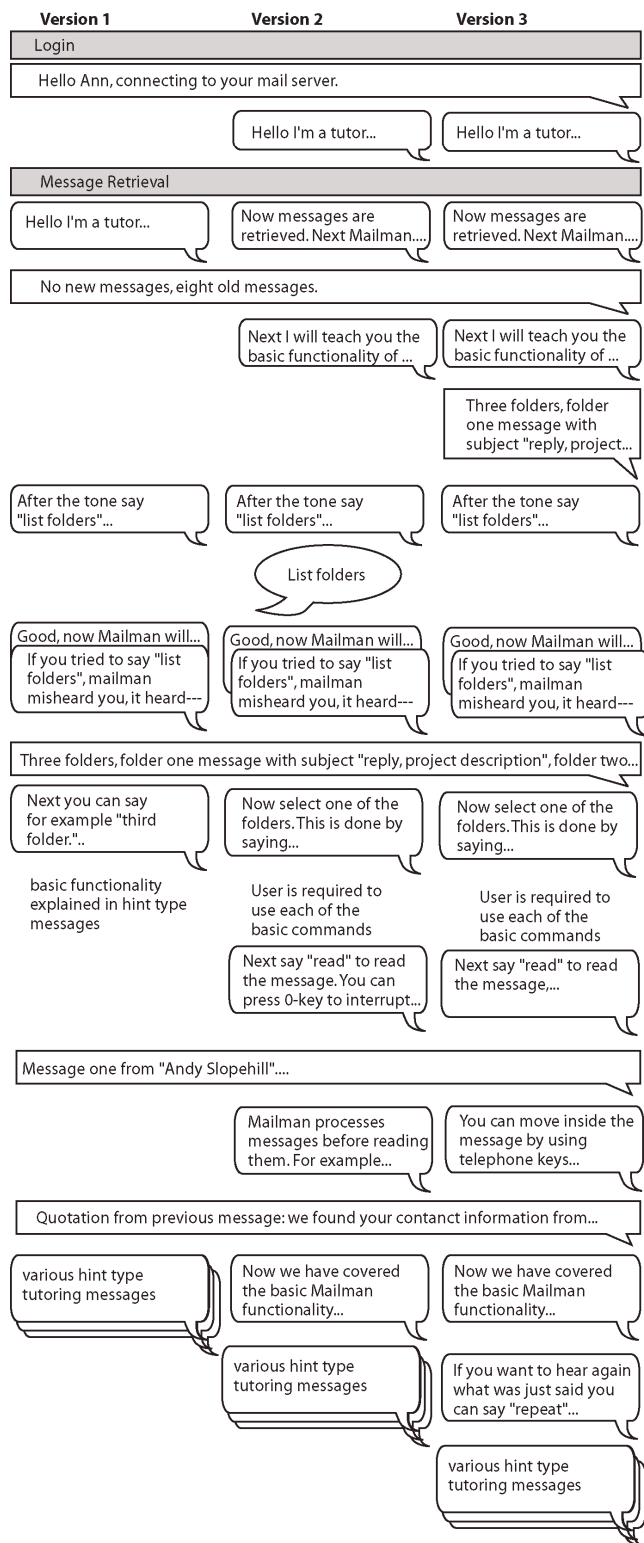 Version 1 Version 2 Version 3
Login
Hello Ann, connecting to your mail server.
Hello I'm a tutor...
Hello I'm a tutor...
Message Retrieval
Hello I'm a tutor...
Now messages are
retrieved. Next Mailman....
Now messages are
retrieved. Next Mailman....
No new messages, eight old messages.
Next I will teach you the
basic functionality of ...
Next I will teach you the
basic functionality of ...
Three folders, folder
one message with
subject "reply, project...
After the tone say
"list folders"...
After the tone say
"list folders"...
After the tone say
"list folders"...
List folders
Good, now Mailman will...
If you tried to say "list
folders", mailman
misheard you, it heard---
Good, now Mailman will...
If you tried to say "list
folders", mailman
misheard you, it heard---
Good, now Mailman will...
If you tried to say "list
folders", mailman
misheard you, it heard---
Three folders, folder one message with subject "reply, project description", folder two...
Next you can say
for example "third
folder."..
Now select one of the
folders. This is done by
saying...
Now select one of the
folders. This is done by
saying...
basic functionality
explained in hint type
messages
User is required to
use each of the
basic commands
User is required to
use each of the
basic commands
Next say "read" to read
the message. You can
press 0-key to interrupt...
Next say "read" to read
the message,...
Message one from "Andy Slopehill"....
Mailman processes
messages before reading
them. For example...
You can move inside the
message by using
telephone keys...
Quotation from previous message: we found your contanct information from...
various hint type
tutoring messages
Now we have covered
the basic Mailman
functionality...
Now we have covered
the basic Mailman
functionality...
various hint type
tutoring messages
If you want to hear again
what was just said you
can say "repeat"...
various hint type
tutoring messages